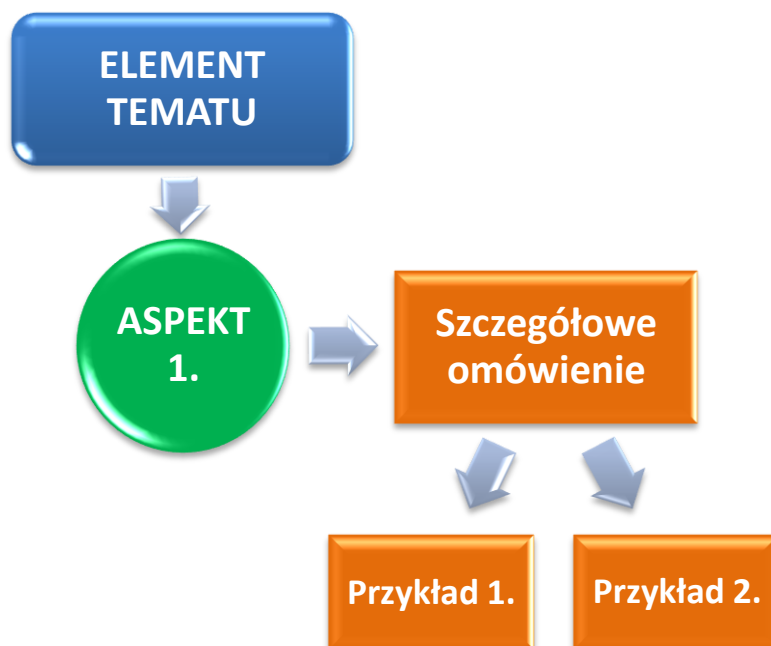 ELEMENT
TEMATU
ASPEKT
1.
Szczegółowe
omówienie
Przykład 1.
Przykład 2.